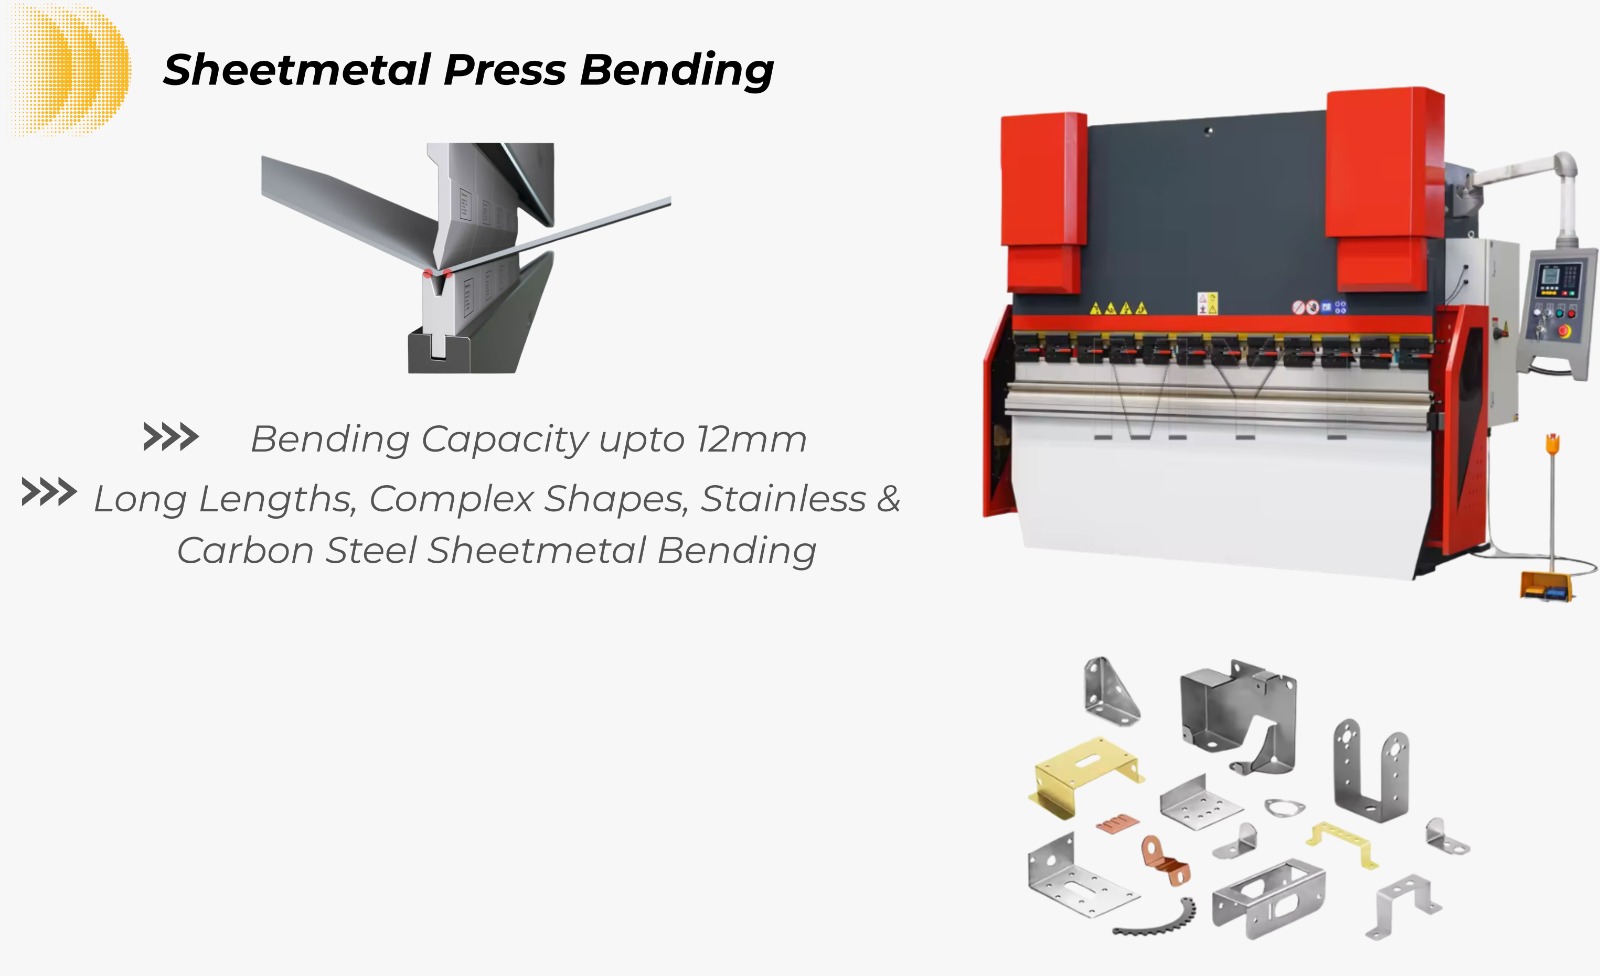 Sheetmetal Press Bending
Bending Capacity upto 12mm
Long Lengths, Complex Shapes, Stainless &
Carbon Steel Sheetmetal Bending